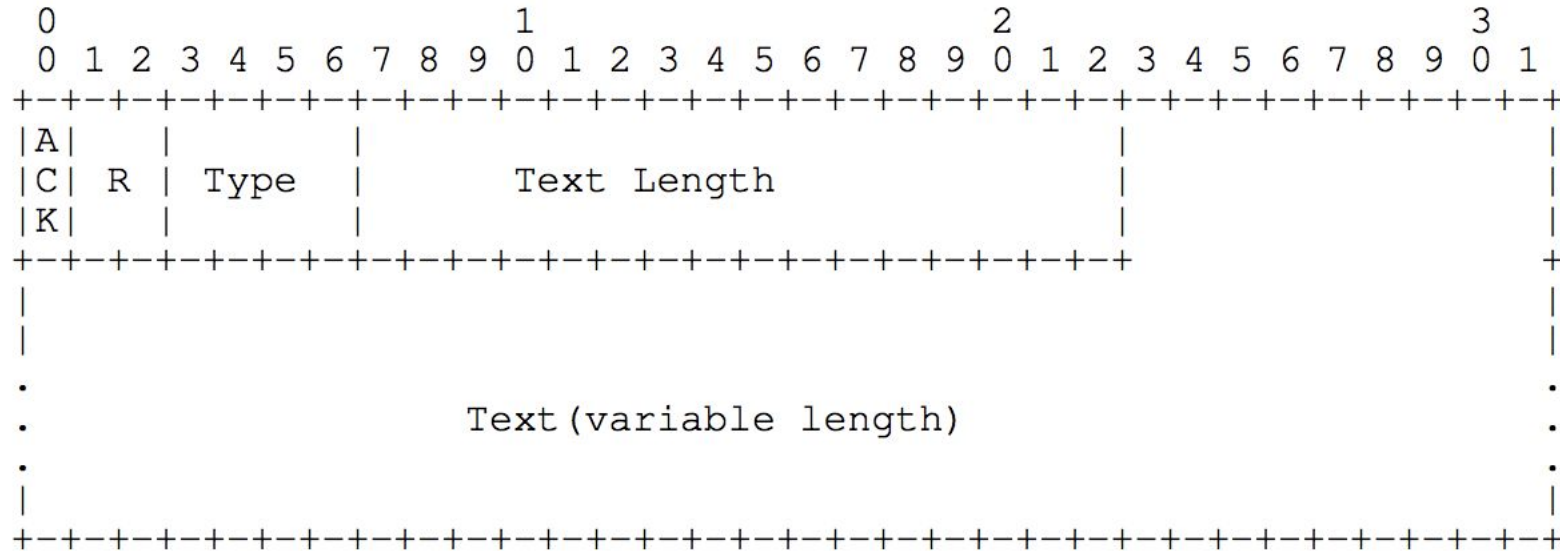 0                   1                   2                   3
 0 1 2 3 4 5 6 7 8 9 0 1 2 3 4 5 6 7 8 9 0 1 2 3 4 5 6 7 8 9 0 1
+-+-+-+-+-+-+-+-+-+-+-+-+-+-+-+-+-+-+-+-+-+-+-+-+-+-+-+-+-+-+-+-+
|A|   |       |                               |                 |
|C| R | Type  |      Text Length              |                 |
|K|   |       |                               |                 |
+-+-+-+-+-+-+-+-+-+-+-+-+-+-+-+-+-+-+-+-+-+-+-+                 +
|                                                               |
|                                                               |
.                                                               .
.                  Text(variable length)                        .
.                                                               .
|                                                               |
+-+-+-+-+-+-+-+-+-+-+-+-+-+-+-+-+-+-+-+-+-+-+-+-+-+-+-+-+-+-+-+-+